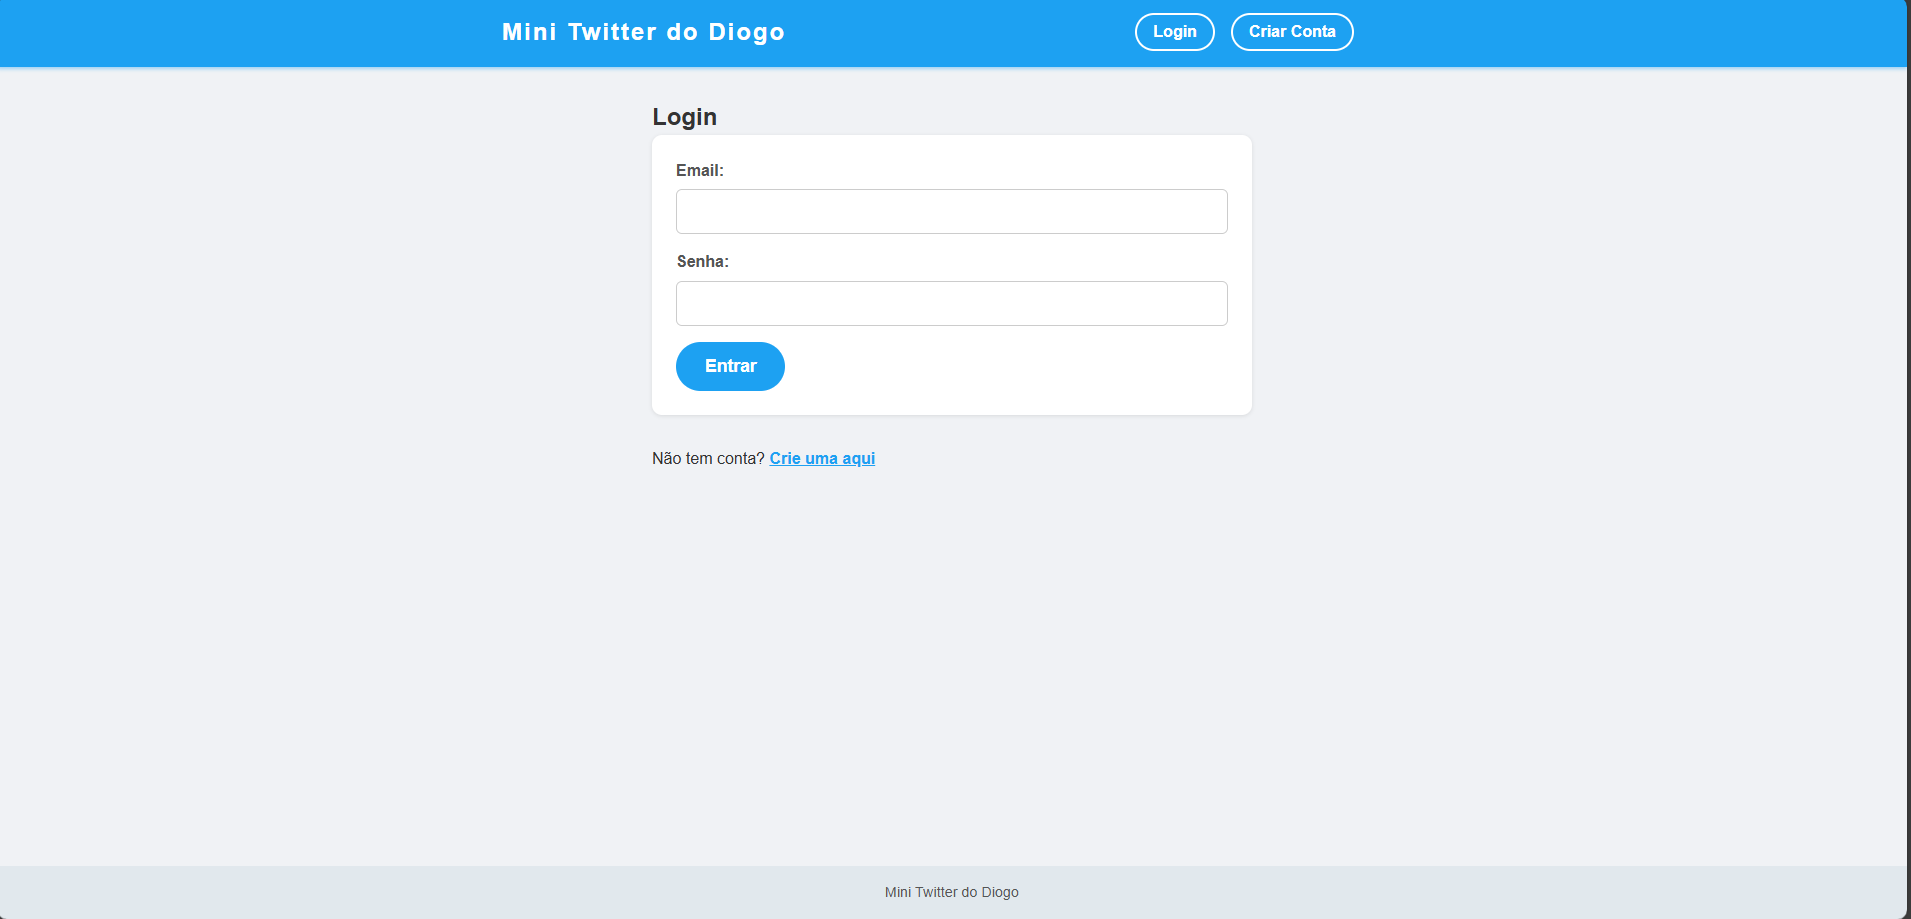 Mini Twitter do Diogo
Login
Criar Conta
Login
Email:
Senha:
Entrar
Não tem conta? Crie uma aqui
Mini Twitter do Diogo